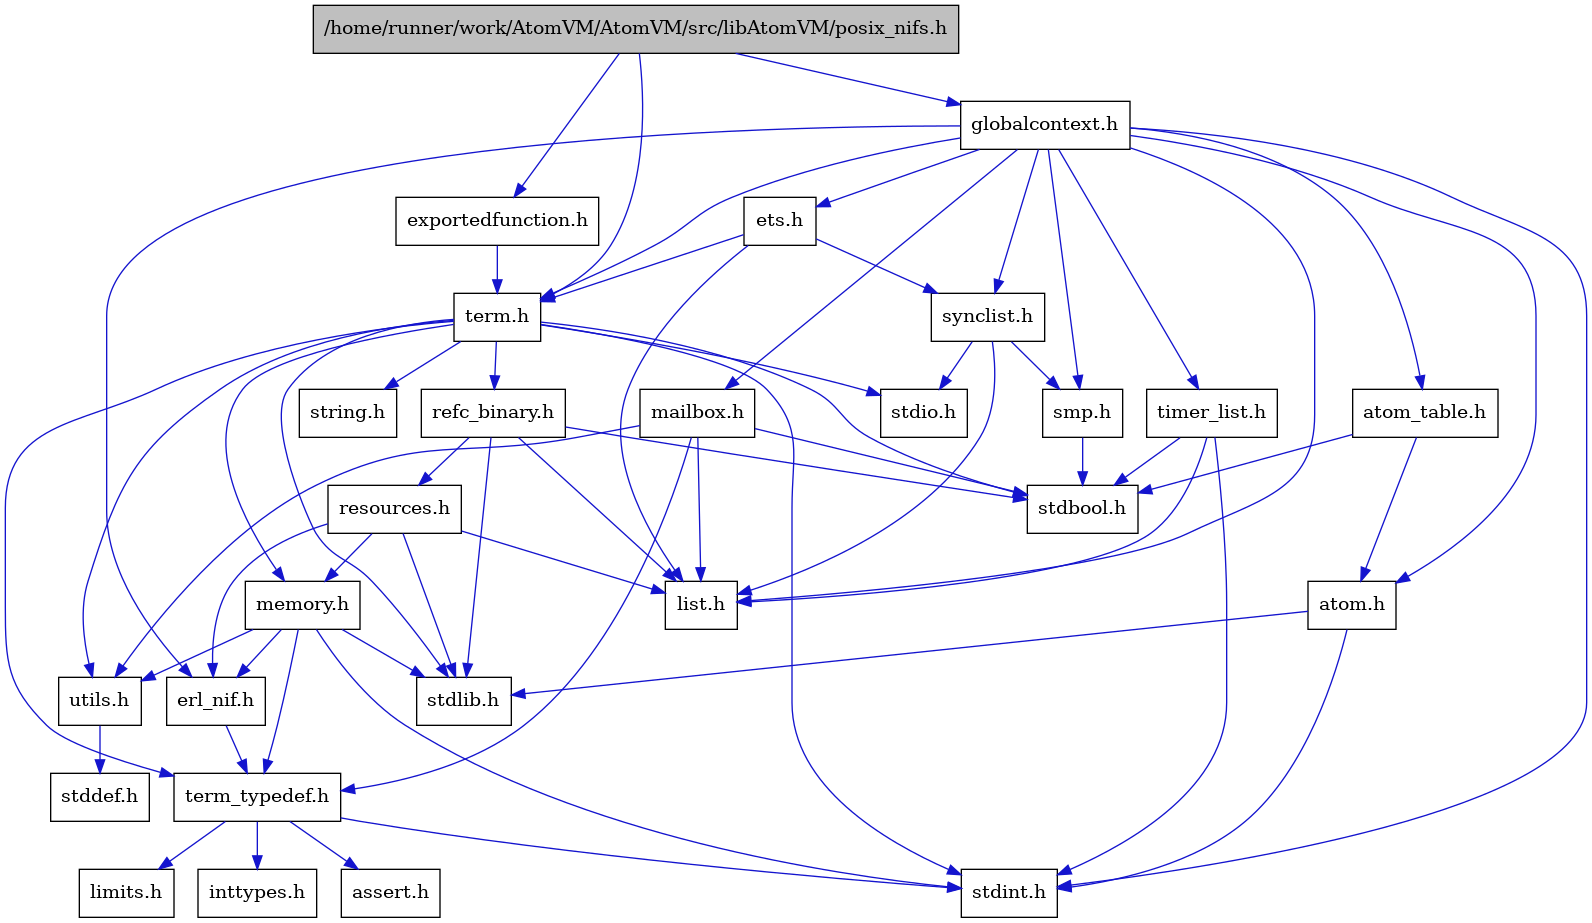 /home/runner/work/AtomVM/AtomVM/src/libAtomVM/posix_nifs.h
globalcontext.h
exportedfunction.h
ets.h
term.h
synclist.h
string.h
refc_binary.h
mailbox.h
stdio.h
smp.h
timer_list.h
atom_table.h
resources.h
stdbool.h
memory.h
list.h
atom.h
utils.h
erl_nif.h
stdlib.h
stddef.h
term_typedef.h
limits.h
inttypes.h
assert.h
stdint.h